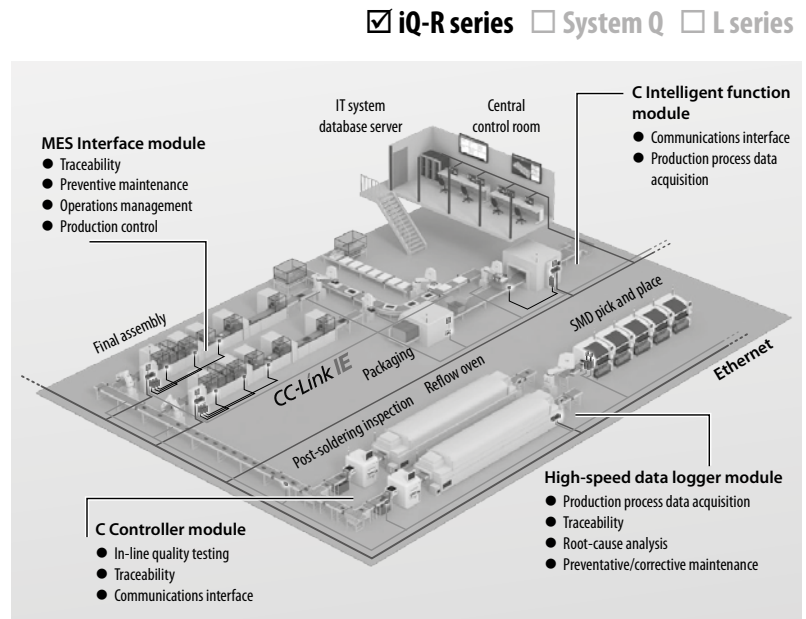 ☑ iQ-R series ☐ System Q ☐ L series
IT system
database server
Central
control room
C Intelligent function
module
● Communications interface
● Production process data
acquisition
MES Interface module
● Traceability
● Preventive maintenance
● Operations management
● Production control
Final assembly
CC-Link IE
Packaging
SMD pick and place
Reflow oven
Ethernet
Post-soldering inspection
High-speed data logger module
● Production process data acquisition
● Traceability
● Root-cause analysis
● Preventative/corrective maintenance
C Controller module
● In-line quality testing
● Traceability
● Communications interface